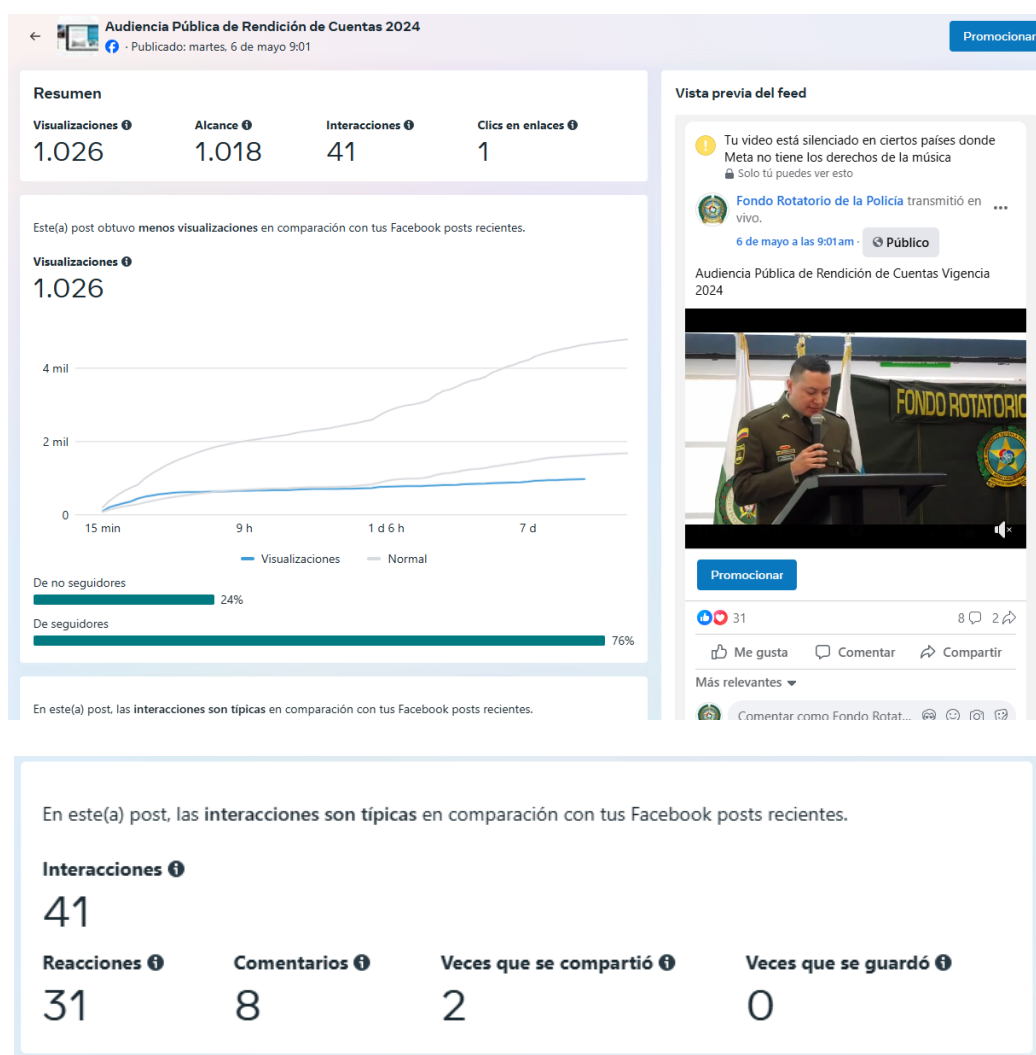 Audiencia Pública de Rendición de Cuentas 2024
· Publicado: martes, 6 de mayo 9:01
Promocionar
Resumen
Visualizaciones
Alcance
Interacciones
Clics en enlaces
1.026
1.018
41
1
Este(a) post obtuvo menos visualizaciones en comparación con tus Facebook posts recientes.
Visualizaciones
1.026
4 mil
2 mil
0
15 min
9 h
1 d 6 h
7 d
Visualizaciones
Normal
De no seguidores
24%
De seguidores
76%
En este(a) post, las interacciones son típicas en comparación con tus Facebook posts recientes.
Vista previa del feed
Tu video está silenciado en ciertos países donde
Meta no tiene los derechos de la música
Solo tú puedes ver esto
Fondo Rotatorio de la Policía transmitió en
vivo.
6 de mayo a las 9:01 am · Público
Audiencia Pública de Rendición de Cuentas Vigencia
2024
FONDO ROTATORIO
Promocionar
31
8
2
Me gusta
Comentar
Compartir
Más relevantes
Comentar como Fondo Rotat...
En este(a) post, las interacciones son típicas en comparación con tus Facebook posts recientes.
Interacciones
41
Reacciones
Comentarios
Veces que se compartió
Veces que se guardó
31
8
2
0